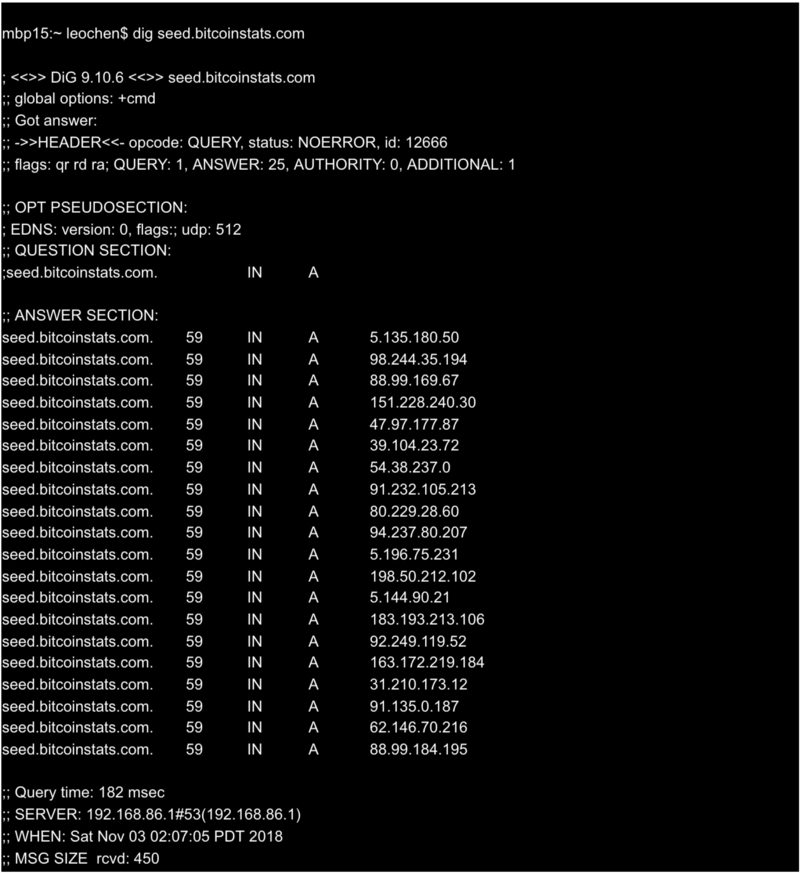 mbp15:~ leochen$ dig seed.bitcoinstats.com
; <<>> DiG 9.10.6 <<>> seed.bitcoinstats.com
;; global options: +cmd
;; Got answer:
;; ->>HEADER<<- opcode: QUERY, status: NOERROR, id: 12666
;; flags: qr rd ra; QUERY: 1, ANSWER: 25, AUTHORITY: 0, ADDITIONAL: 1
;; OPT PSEUDOSECTION:
; EDNS: version: 0, flags:; udp: 512
;; QUESTION SECTION:
;seed.bitcoinstats.com. IN A
;; ANSWER SECTION:
seed.bitcoinstats.com. 59 IN A 5.135.180.50
seed.bitcoinstats.com. 59 IN A 98.244.35.194
seed.bitcoinstats.com. 59 IN A 88.99.169.67
seed.bitcoinstats.com. 59 IN A 151.228.240.30
seed.bitcoinstats.com. 59 IN A 47.97.177.87
seed.bitcoinstats.com. 59 IN A 39.104.23.72
seed.bitcoinstats.com. 59 IN A 54.38.237.0
seed.bitcoinstats.com. 59 IN A 91.232.105.213
seed.bitcoinstats.com. 59 IN A 80.229.28.60
seed.bitcoinstats.com. 59 IN A 94.237.80.207
seed.bitcoinstats.com. 59 IN A 5.196.75.231
seed.bitcoinstats.com. 59 IN A 198.50.212.102
seed.bitcoinstats.com. 59 IN A 5.144.90.21
seed.bitcoinstats.com. 59 IN A 183.193.213.106
seed.bitcoinstats.com. 59 IN A 92.249.119.52
seed.bitcoinstats.com. 59 IN A 163.172.219.184
seed.bitcoinstats.com. 59 IN A 31.210.173.12
seed.bitcoinstats.com. 59 IN A 91.135.0.187
seed.bitcoinstats.com. 59 IN A 62.146.70.216
seed.bitcoinstats.com. 59 IN A 88.99.184.195
;; Query time: 182 msec
;; SERVER: 192.168.86.1#53(192.168.86.1)
;; WHEN: Sat Nov 03 02:07:05 PDT 2018
;; MSG SIZE rcvd: 450